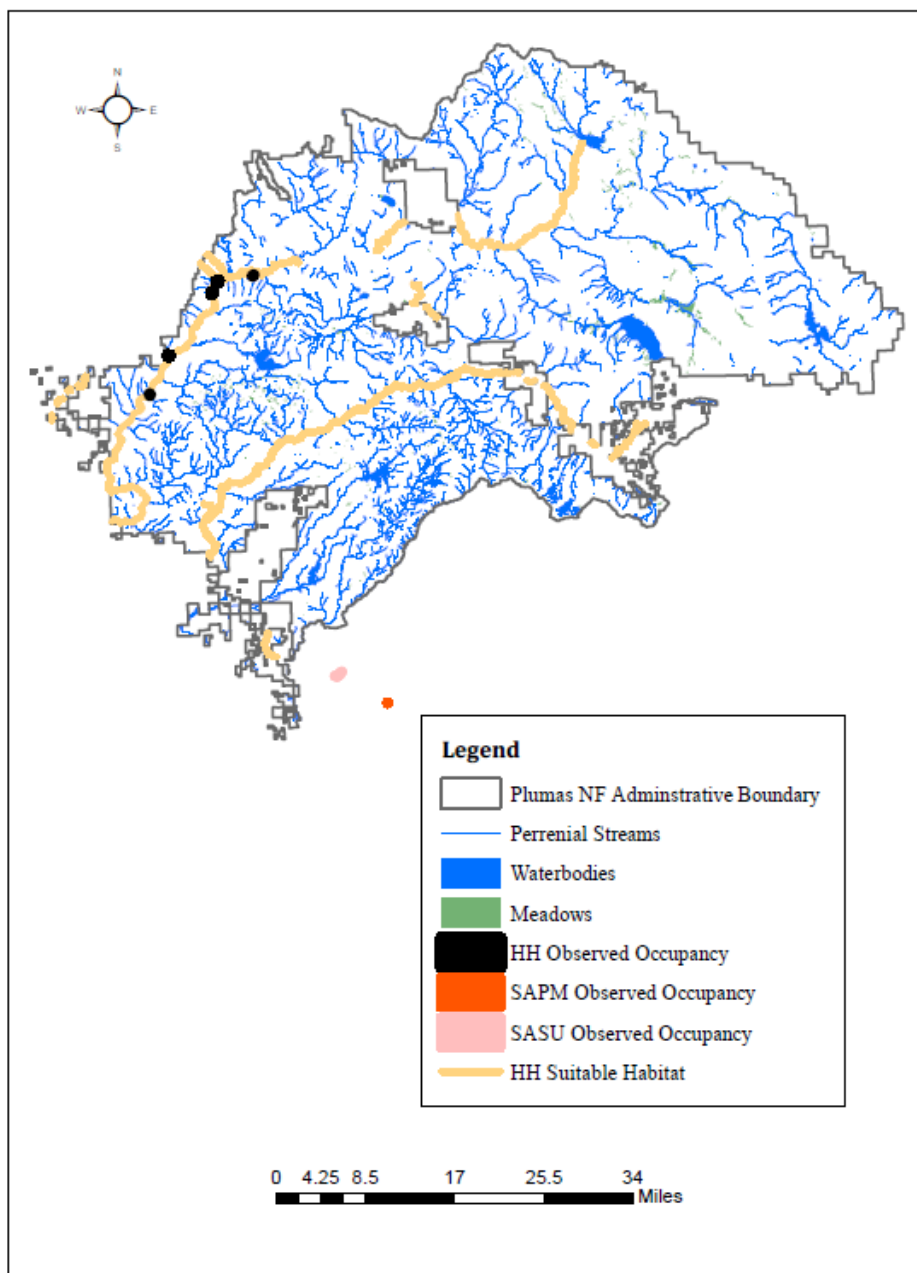 N
W E
S
Legend
Plumas NF Adminstrative Boundary
Perrenial Streams
Waterbodies
Meadows
HH Observed Occupancy
SAPM Observed Occupancy
SASU Observed Occupancy
HH Suitable Habitat
0 4.25 8.5 17 25.5 34
Miles